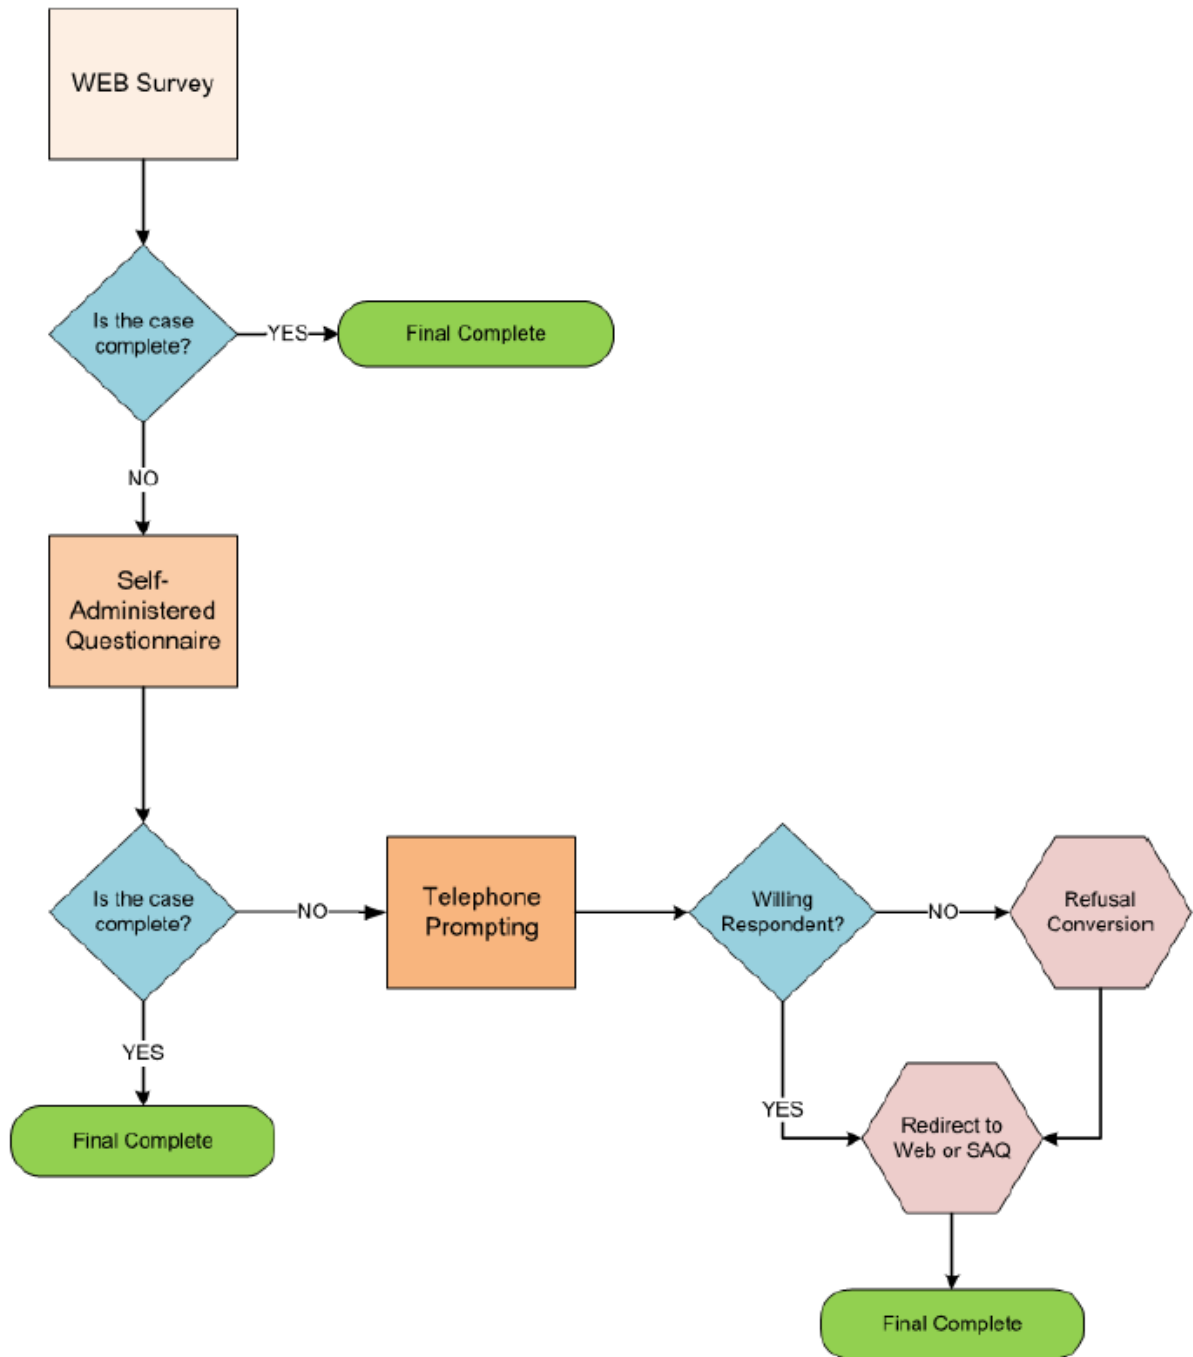 WEB Survey
Is the case
complete?
YES
Final Complete
NO
Self-
Administered
Questionnaire
Is the case
complete?
NO
Telephone
Prompting
Willing
Respondent?
NO
Refusal
Conversion
YES
Final Complete
YES
Redirect to
Web or SAQ
Final Complete